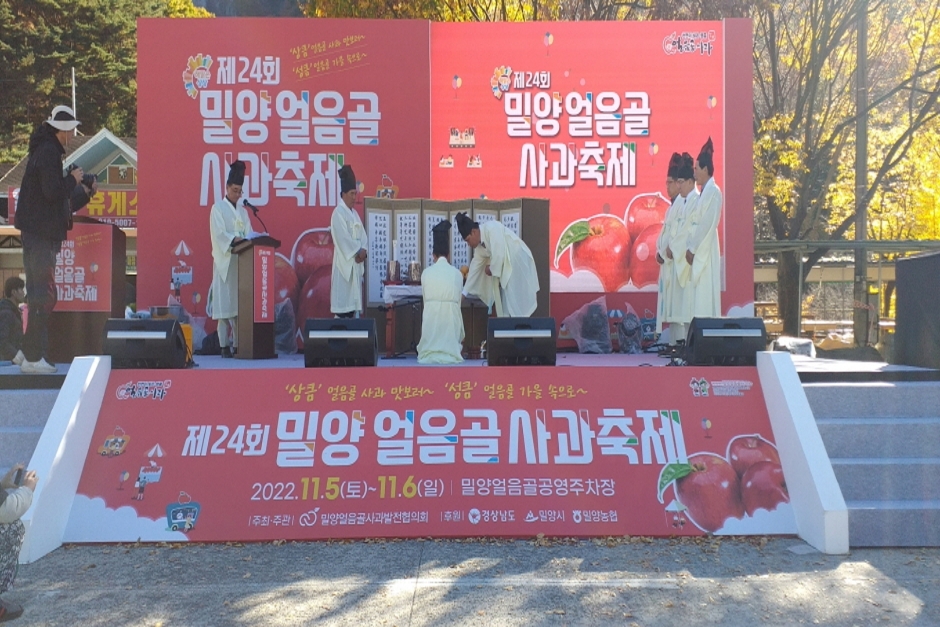 '상큼' 얼음골 사과 맛보러~
'성큼' 얼음골 가을 속으로~
제24회
밀양얼음골
사과축제
제24회
밀양얼음골
사과축제
휴게소
밀양
얼음골
사과축제
'상큼' 얼음골 사과 맛보러~ '성큼' 얼음골 가을 속으로~
제24회 밀양얼음골사과축제
2022. 11.5(토)~11.6(일) | 밀양얼음골공영주차장
|주최·주관| 밀양얼음골사과발전협의회 |후원| 경상남도 밀양시 밀양농협